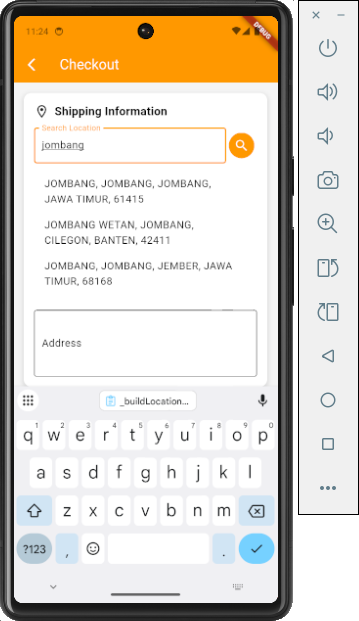 11:24
DEBUG
Checkout
Shipping Information
Search Location
jombang
JOMBANG, JOMBANG, JOMBANG,
JAWA TIMUR, 61415
JOMBANG WETAN, JOMBANG,
CILEGON, BANTEN, 42411
JOMBANG, JOMBANG, JEMBER, JAWA
TIMUR, 68168
Address
_buildLocation...
1 2 3 4 5 6 7 8 9 0
q w e r t y u i o p
a s d f g h j k l
z x c v b n m
?123 , .